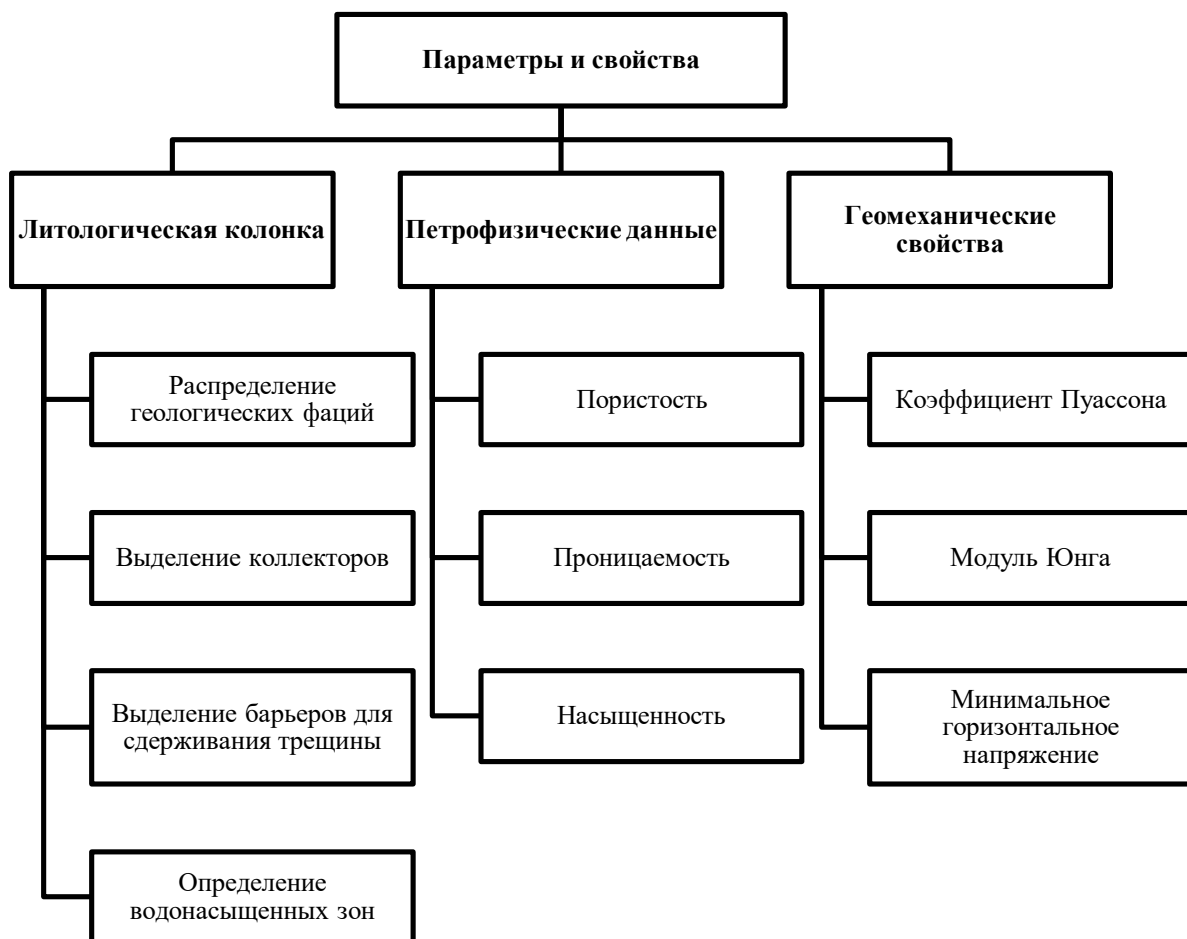 Параметры и свойства
Литологическая колонка
Распределение
геологических фаций
Выделение коллекторов
Выделение барьеров для
сдерживания трещины
Определение
водонасыщенных зон
Петрофизические данные
Пористость
Проницаемость
Насыщенность
Геомеханические
свойства
Коэффициент Пуассона
Модуль Юнга
Минимальное
горизонтальное
напряжение